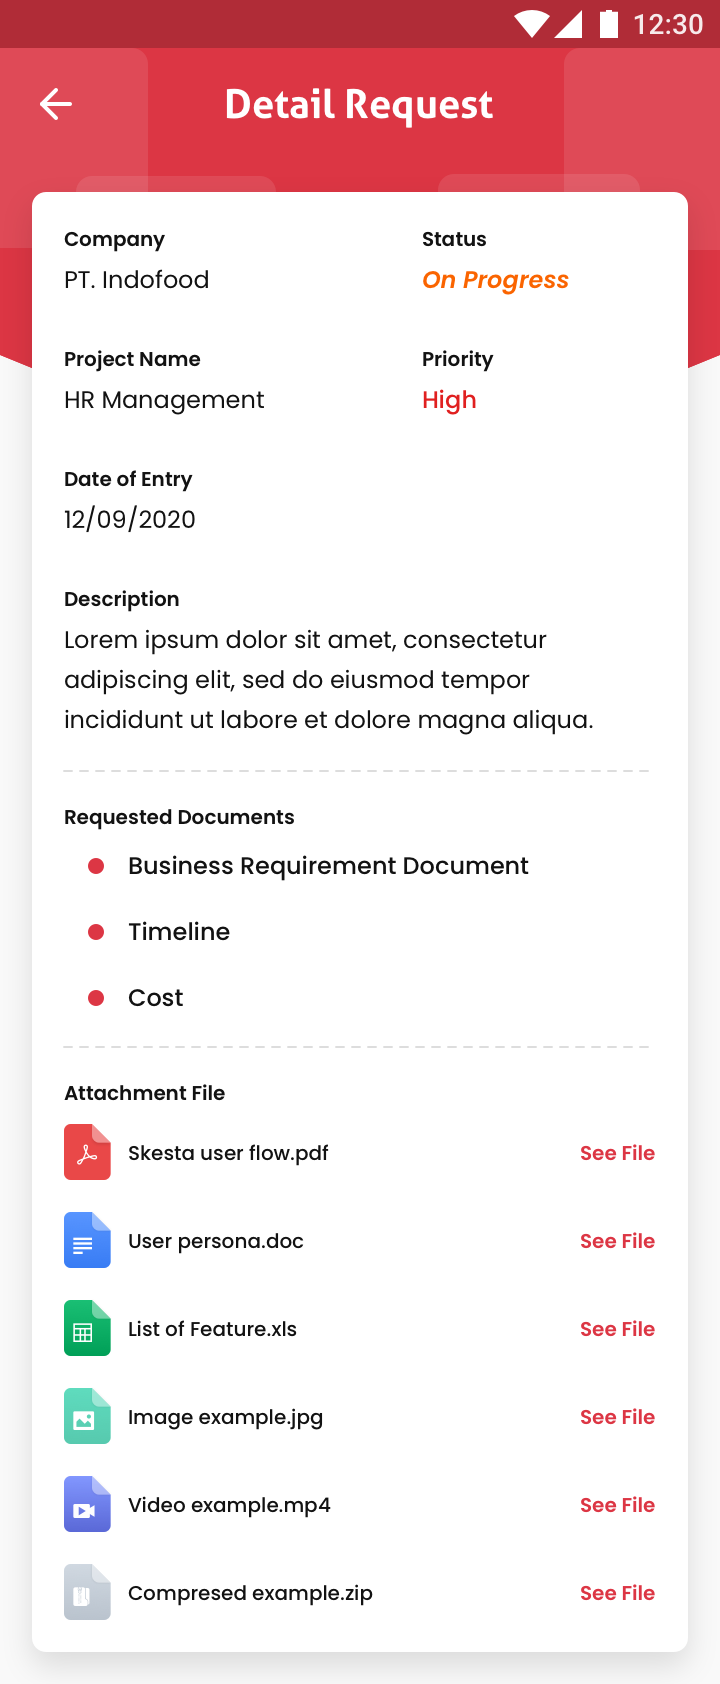 12:30
Detail Request
Company
Status
PT. Indofood
On Progress
Project Name
Priority
HR Management
High
Date of Entry
12/09/2020
Description
Lorem ipsum dolor sit amet, consectetur
adipiscing elit, sed do eiusmod tempor
incididunt ut labore et dolore magna aliqua.
Requested Documents
Business Requirement Document
Timeline
Cost
Attachment File
Skesta user flow.pdf
See File
User persona.doc
See File
List of Feature.xls
See File
Image example.jpg
See File
Video example.mp4
See File
Compresed example.zip
See File